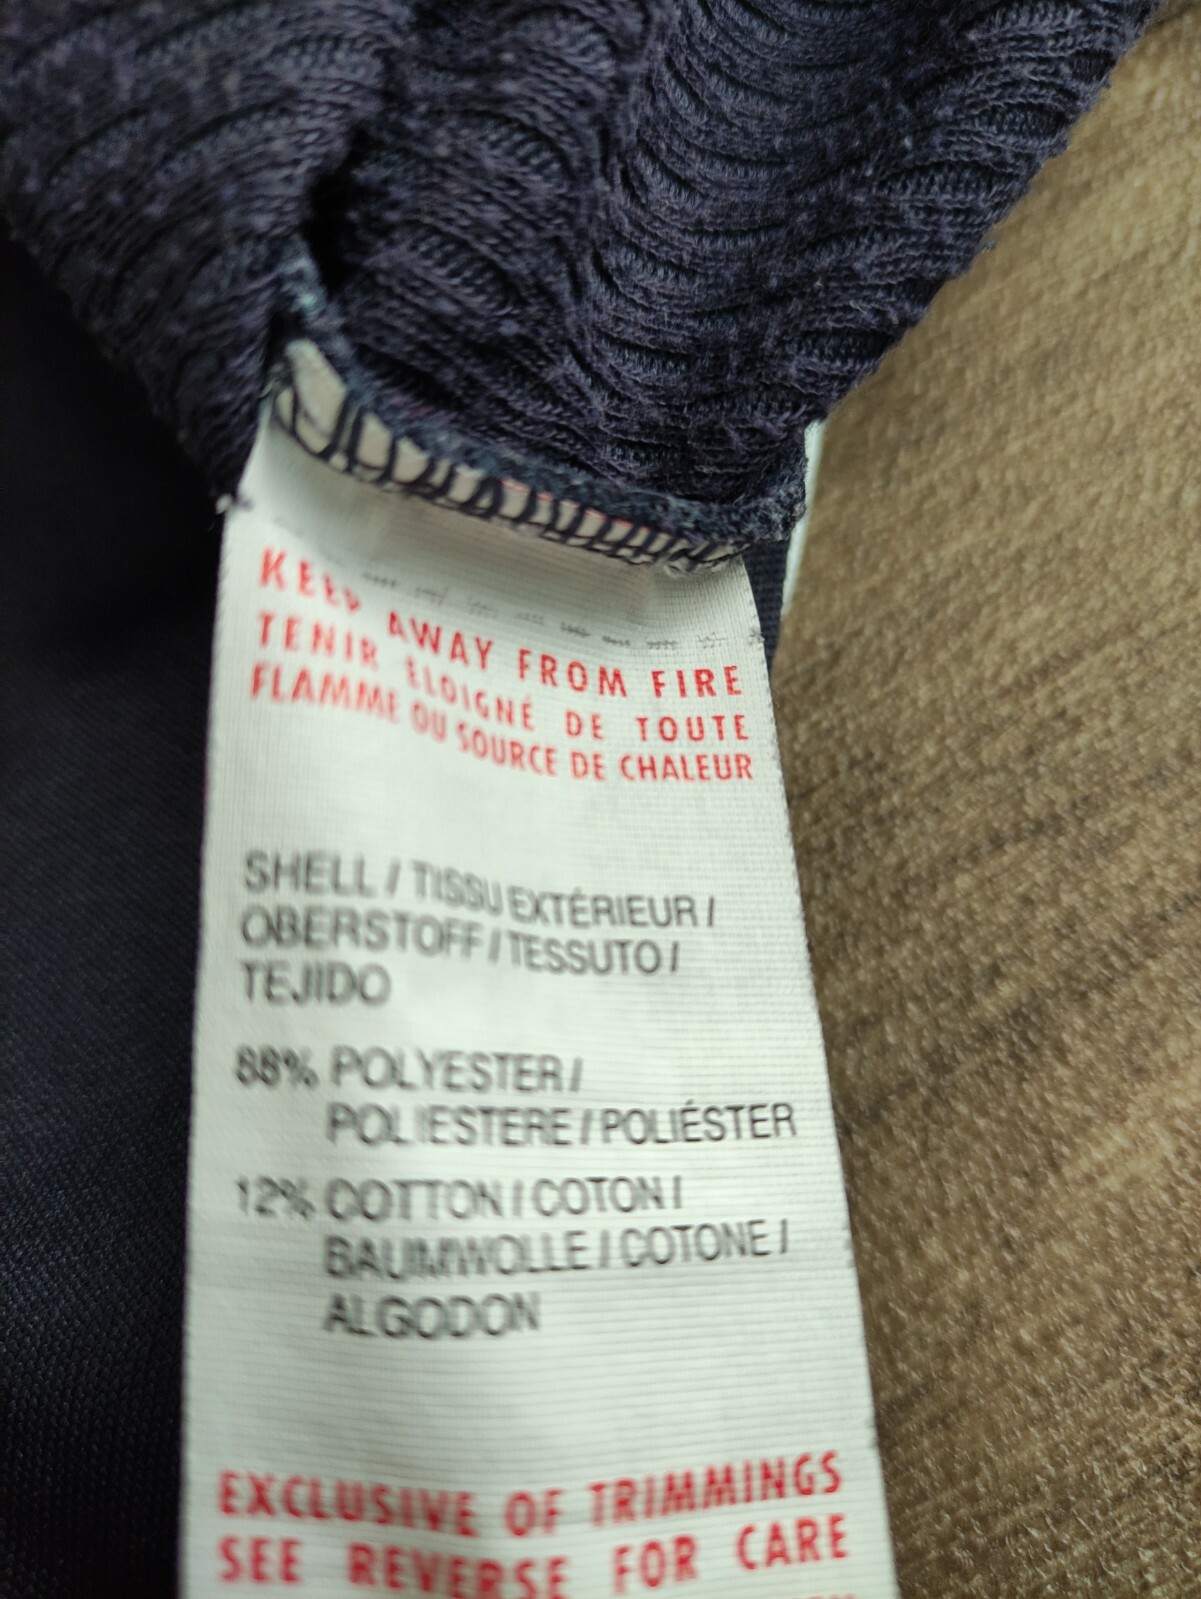 KEEP AWAY FROM FIRE
TENIR ÉLOIGNÉ DE TOUTE
FLAMME OU SOURCE DE CHALEUR
SHELL / TISSU EXTÉRIEUR /
OBERSTOFF / TESSUTO /
TEJIDO
88% POLYESTER /
POLIESTERE / POLIÉSTER
12% COTTON / COTON /
BAUMWOLLE / COTONE /
ALGODON
EXCLUSIVE OF TRIMMINGS
SEE REVERSE FOR CARE